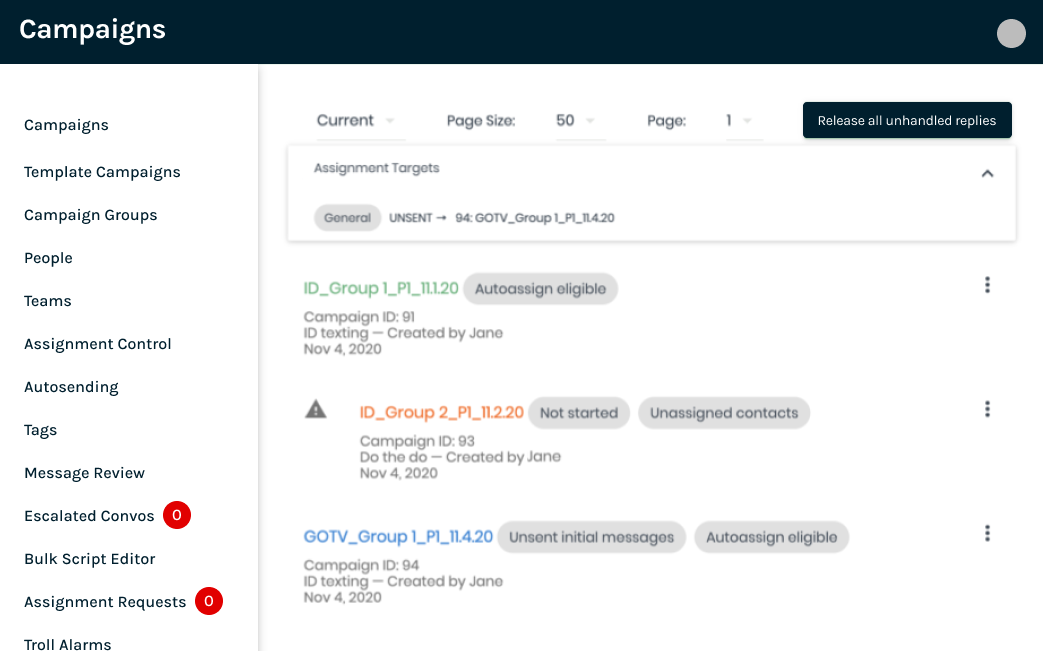 Campaigns
Campaigns
Template Campaigns
Campaign Groups
People
Teams
Assignment Control
Autosending
Tags
Message Review
Escalated Convos 0
Bulk Script Editor
Assignment Requests 0
Troll Alarms
Current Page Size: 50 Page: 1 Release all unhandled replies
Assignment Targets
General UNSENT → 94: GOTV_Group 1_P1_11.4.20
ID_Group 1_P1_11.1.20 Autoassign eligible
Campaign ID: 91
ID texting — Created by Jane
Nov 4, 2020
ID_Group 2_P1_11.2.20 Not started Unassigned contacts
Campaign ID: 93
Do the do — Created by Jane
Nov 4, 2020
GOTV_Group 1_P1_11.4.20 Unsent initial messages Autoassign eligible
Campaign ID: 94
ID texting — Created by Jane
Nov 4, 2020